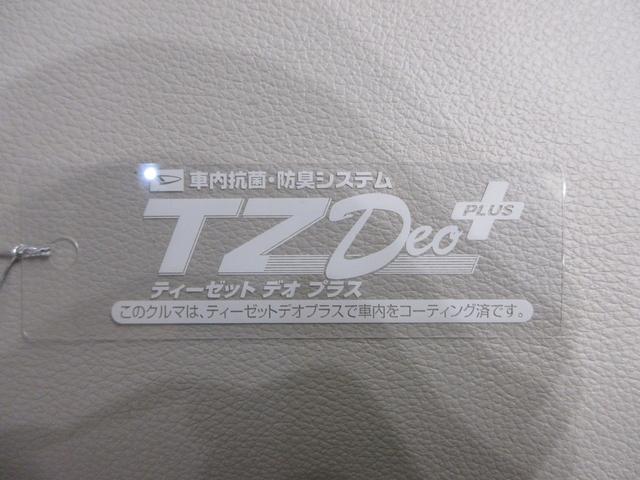 車内抗菌・防臭システム
TZ Deo PLUS
ティーゼット デオ プラス
このクルマは、ティーゼットデオプラスで車内をコーティング済です。